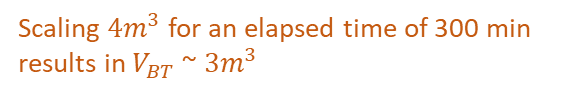 Scaling 4m³ for an elapsed time of 300 min
results in V_BT ~ 3m³